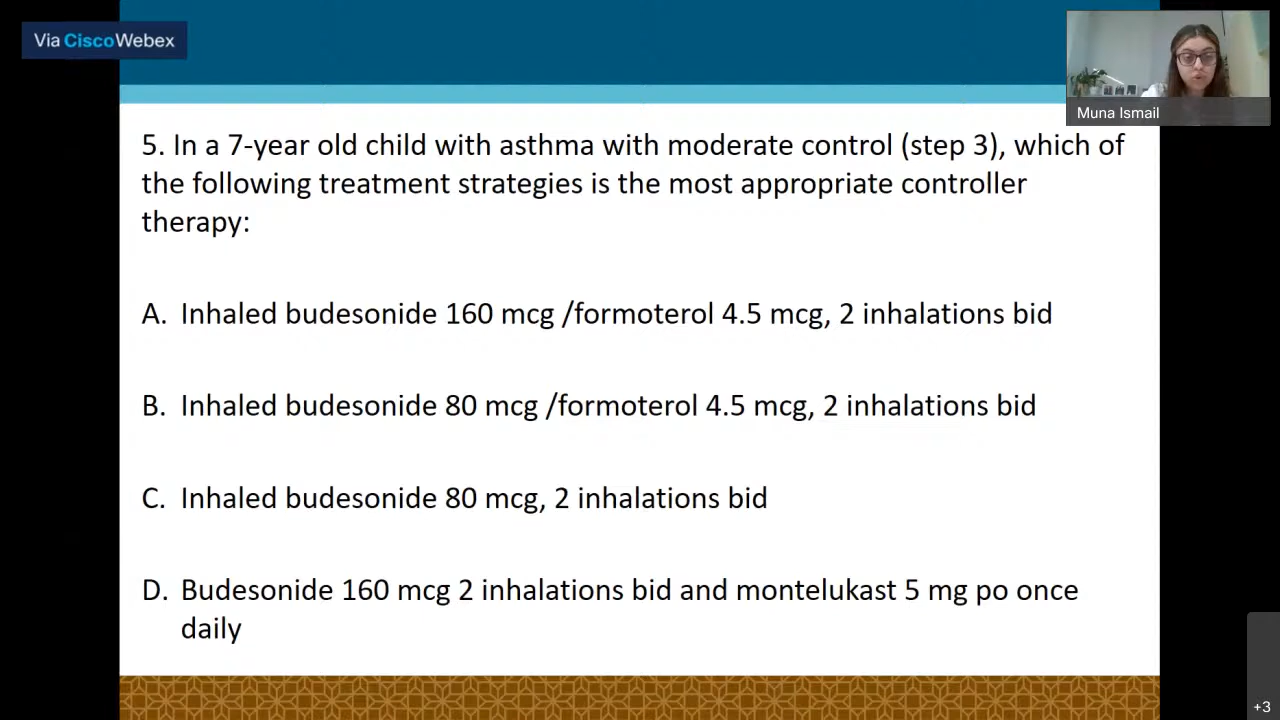 Via CiscoWebex
Muna Ismail
5. In a 7-year old child with asthma with moderate control (step 3), which of
the following treatment strategies is the most appropriate controller
therapy:
A. Inhaled budesonide 160 mcg /formoterol 4.5 mcg, 2 inhalations bid
B. Inhaled budesonide 80 mcg /formoterol 4.5 mcg, 2 inhalations bid
C. Inhaled budesonide 80 mcg, 2 inhalations bid
D. Budesonide 160 mcg 2 inhalations bid and montelukast 5 mg po once
daily
+3